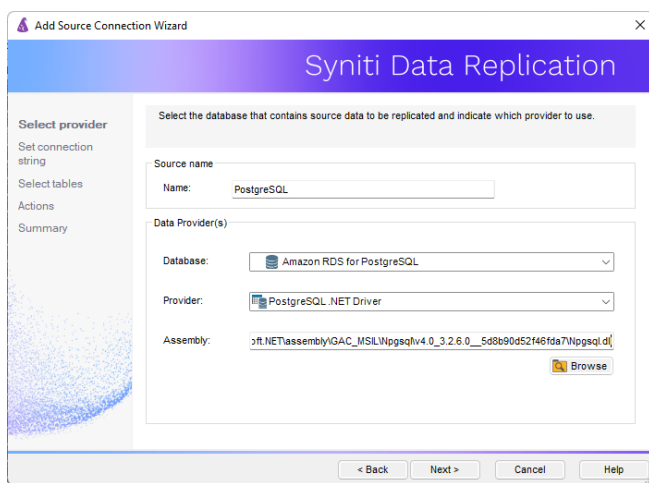 Add Source Connection Wizard
Syniti Data Replication
Select provider
Set connection
string
Select tables
Actions
Summary
Select the database that contains source data to be replicated and indicate which provider to use.
Source name
Name: PostgreSQL
Data Provider(s)
Database: Amazon RDS for PostgreSQL
Provider: PostgreSQL .NET Driver
Assembly: oft.NET\assembly\GAC_MSIL\Npgsql\v4.0_3.2.6.0__5d8b90d52f46fda7\Npgsql.dl
Browse
< Back Next > Cancel Help